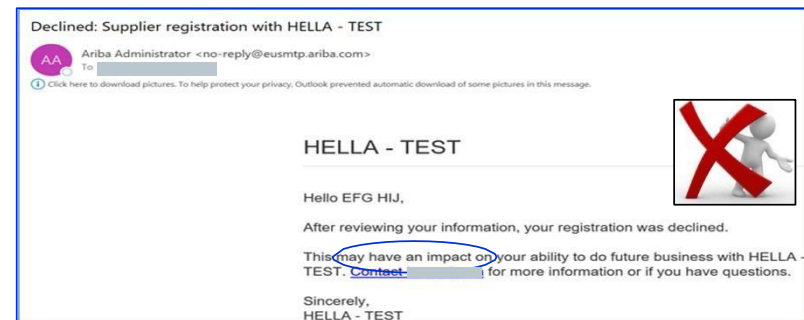 Declined: Supplier registration with HELLA - TEST
AA
Ariba Administrator <no-reply@eusmtp.ariba.com>
To
Click here to download pictures. To help protect your privacy, Outlook prevented automatic download of some pictures in this message.
HELLA - TEST
Hello EFG HIJ,
After reviewing your information, your registration was declined.
This may have an impact on your ability to do future business with HELLA -
TEST. Contact for more information or if you have questions.
Sincerely,
HELLA - TEST